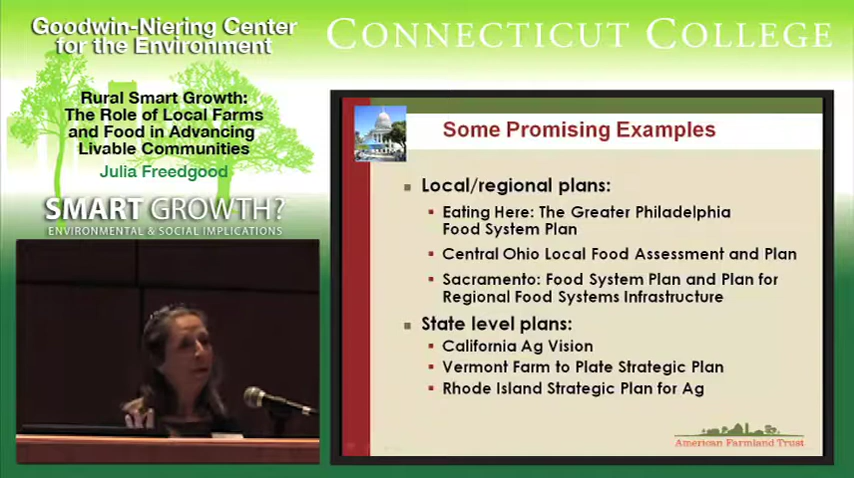 Goodwin-Niering Center
for the Environment
CONNECTICUT COLLEGE
Rural Smart Growth:
The Role of Local Farms
and Food in Advancing
Livable Communities
Julia Freedgood
SMART GROWTH?
ENVIRONMENTAL & SOCIAL IMPLICATIONS
Some Promising Examples
Local/regional plans:
Eating Here: The Greater Philadelphia
Food System Plan
Central Ohio Local Food Assessment and Plan
Sacramento: Food System Plan and Plan for
Regional Food Systems Infrastructure
State level plans:
California Ag Vision
Vermont Farm to Plate Strategic Plan
Rhode Island Strategic Plan for Ag
American Farmland Trust